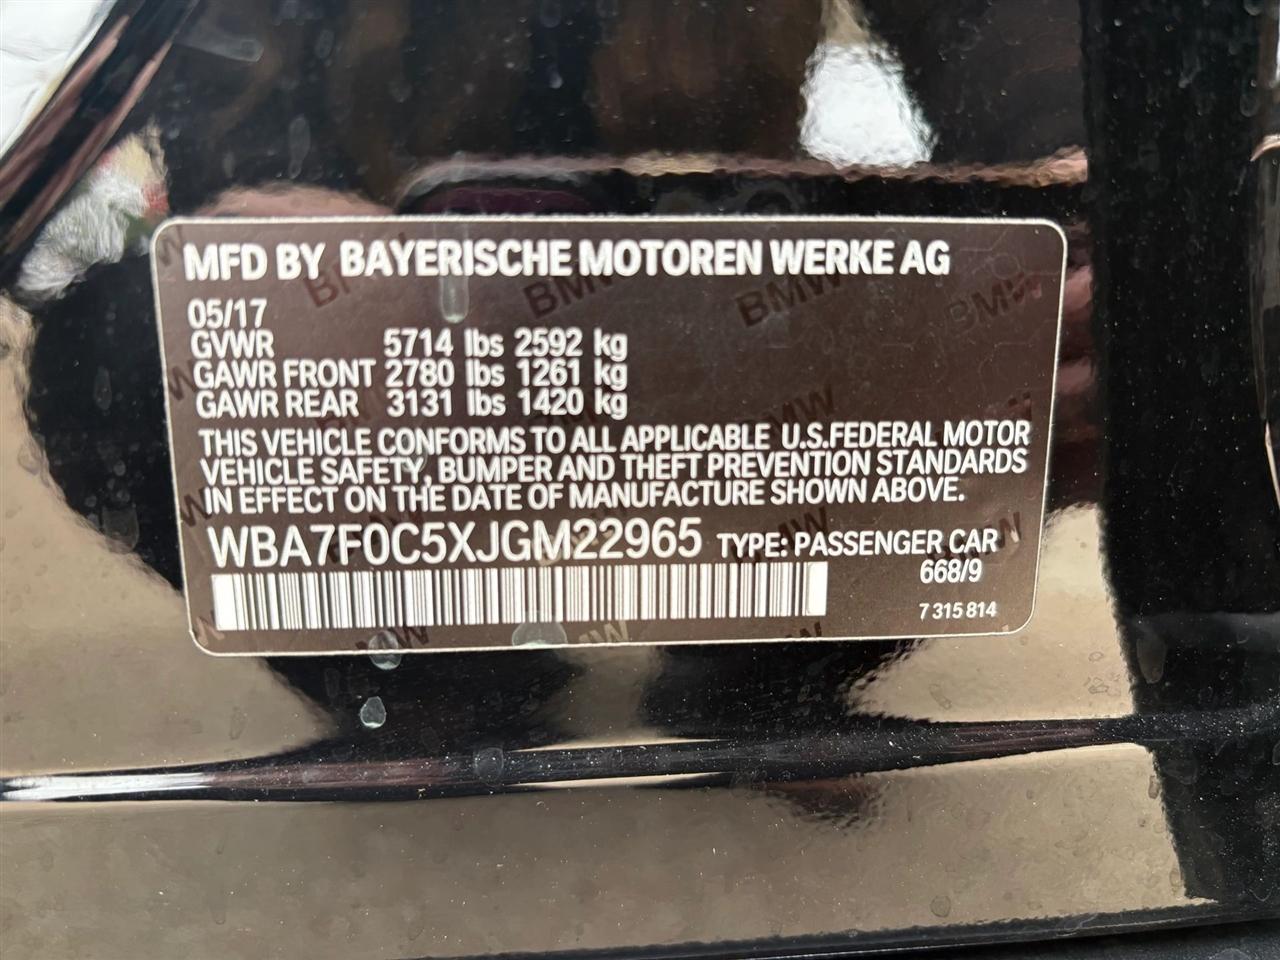 MFD BY BAYERISCHE MOTOREN WERKE AG
05/17
GVWR 5714 lbs 2592 kg
GAWR FRONT 2780 lbs 1261 kg
GAWR REAR 3131 lbs 1420 kg
THIS VEHICLE CONFORMS TO ALL APPLICABLE U.S.FEDERAL MOTOR
VEHICLE SAFETY, BUMPER AND THEFT PREVENTION STANDARDS
IN EFFECT ON THE DATE OF MANUFACTURE SHOWN ABOVE.
WBA7F0C5XJGM22965 TYPE: PASSENGER CAR
668/9
7 315 814